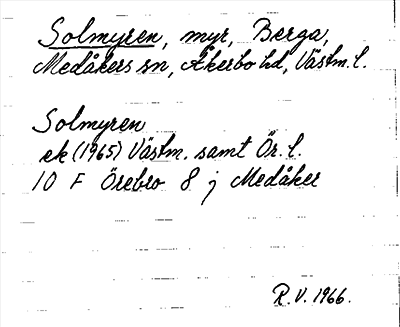 Solmyren, myr, Berga,
Medåkers sn, Åkerbo hd, Västm. l.
Solmyren
ek (1965) Västm. samt Ör. l.
10 F Örebro 8 j Medåker
R.V. 1966.